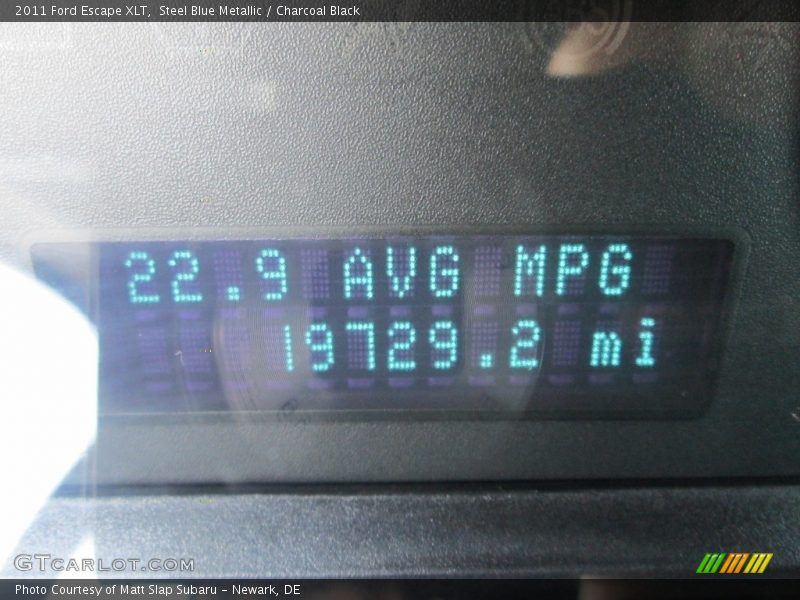 2011 Ford Escape XLT,  Steel Blue Metallic / Charcoal Black
22.9 AVG MPG
19729.2 mi
GTCARLOT.COM
Photo Courtesy of Matt Slap Subaru - Newark, DE